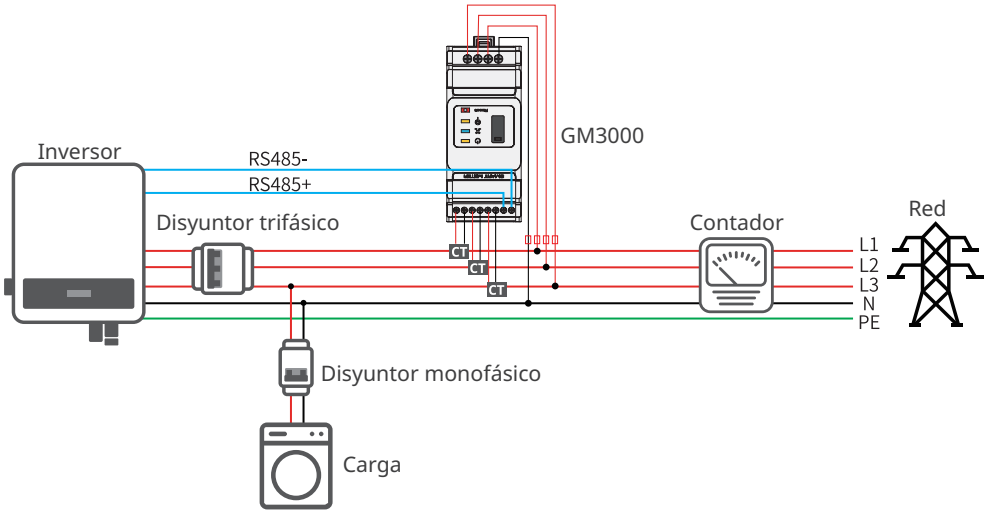 GM3000
Inversor
RS485-
RS485+
Disyuntor trifásico
Contador
Red
CT
CT
CT
L1
L2
L3
N
PE
Disyuntor monofásico
Carga